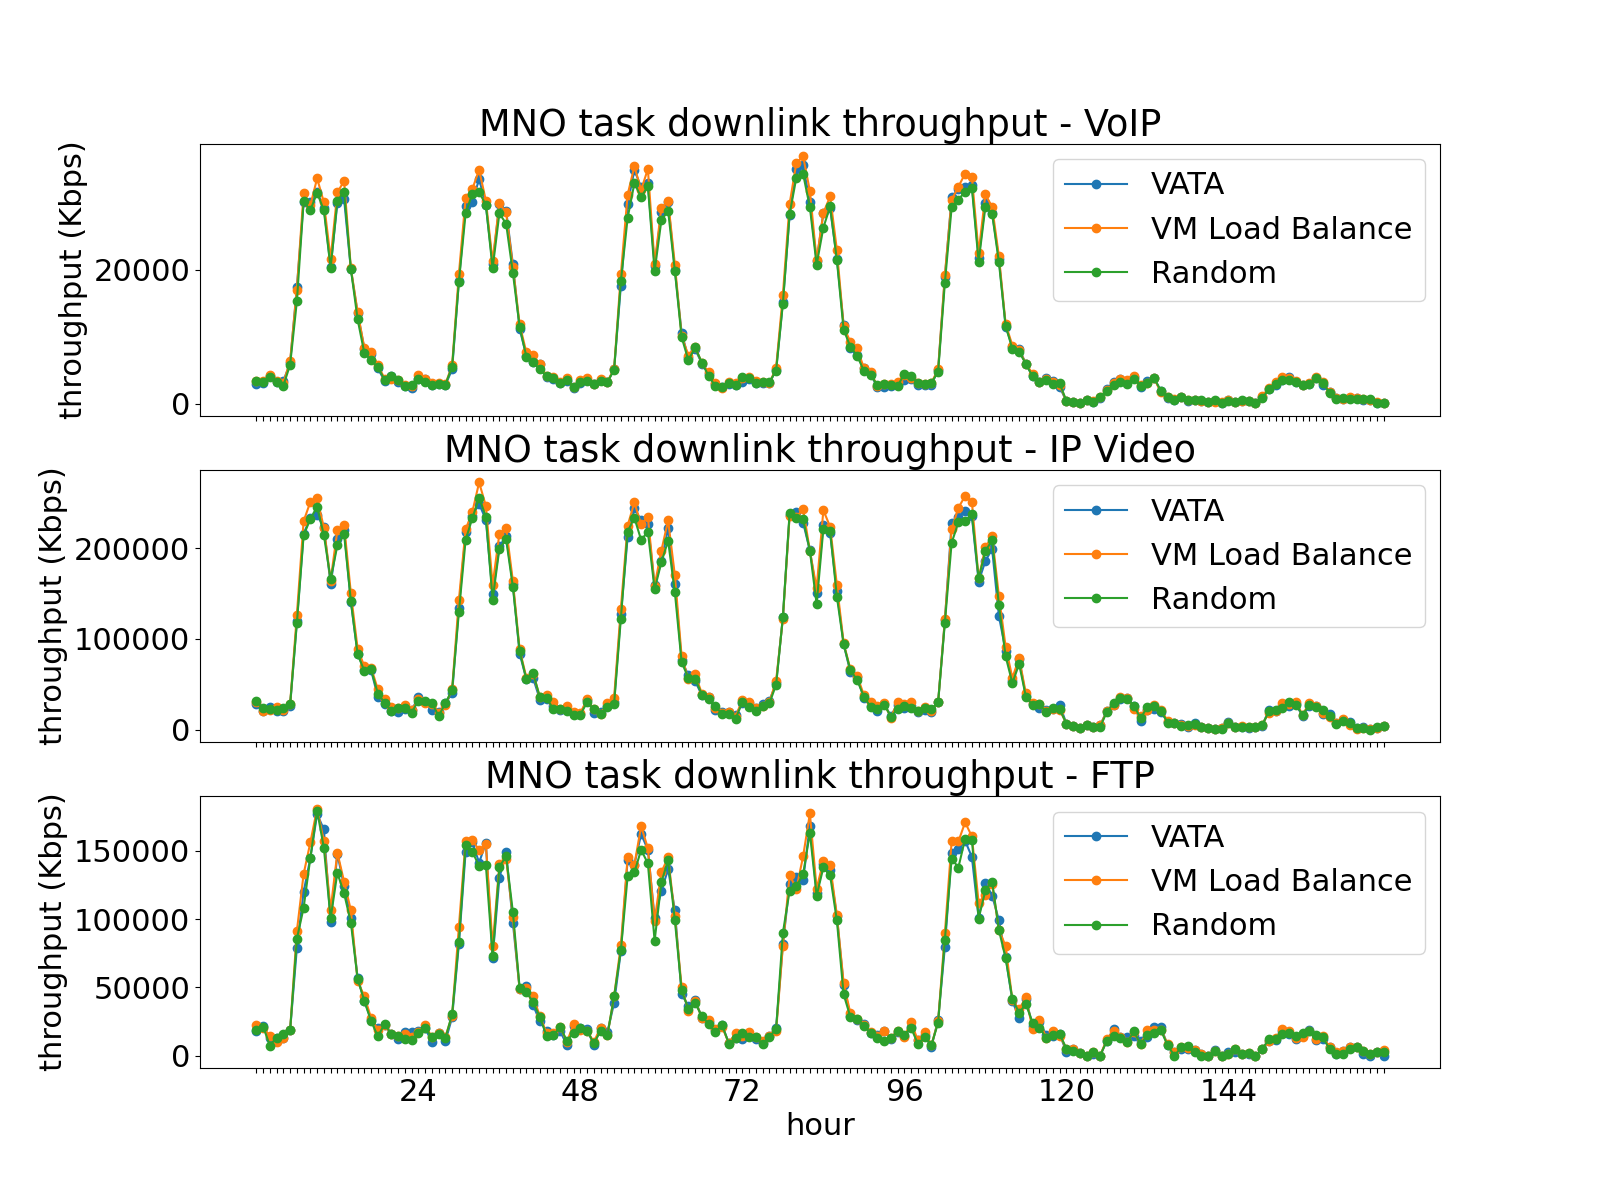 MNO task downlink throughput - VoIP
throughput (Kbps)
20000
0
VATA
VM Load Balance
Random
MNO task downlink throughput - IP Video
throughput (Kbps)
200000
100000
0
VATA
VM Load Balance
Random
MNO task downlink throughput - FTP
throughput (Kbps)
150000
100000
50000
0
VATA
VM Load Balance
Random
24 48 72 96 120 144
hour